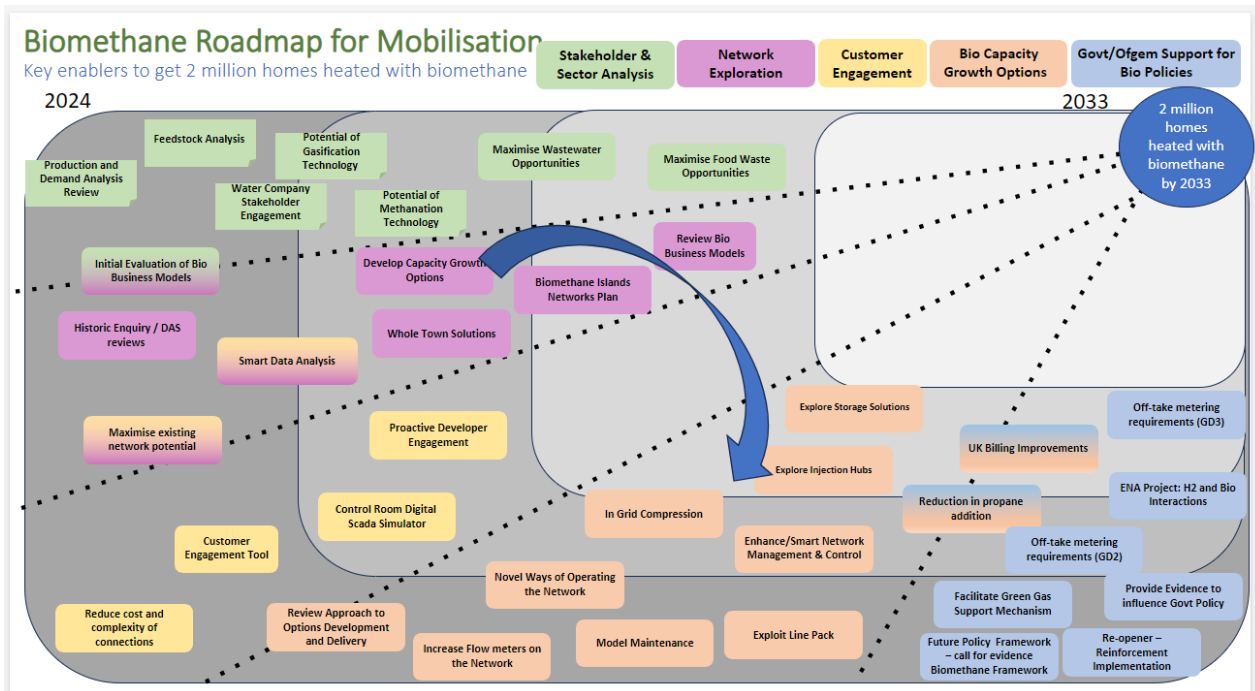 Biomethane Roadmap for Mobilisation
Key enablers to get 2 million homes heated with biomethane
Stakeholder &
Sector Analysis
Network
Exploration
Customer
Engagement
Bio Capacity
Growth Options
Govt/Ofgem Support for
Bio Policies
2024
2033
2 million
homes
heated with
biomethane
by 2033
Feedstock Analysis
Potential of
Gasification
Technology
Maximise Wastewater
Opportunities
Maximise Food Waste
Opportunities
Production and
Demand Analysis
Review
Water Company
Stakeholder
Engagement
Potential of
Methanation
Technology
Initial Evaluation of Bio
Business Models
Develop Capacity Growth
Options
Biomethane Islands
Networks Plan
Review Bio
Business Models
Historic Enquiry / DAS
reviews
Smart Data Analysis
Whole Town Solutions
Maximise existing
network potential
Proactive Developer
Engagement
Explore Storage Solutions
Off-take metering
requirements (GD3)
UK Billing Improvements
Explore Injection Hubs
ENA Project: H2 and Bio
Interactions
Control Room Digital
Scada Simulator
In Grid Compression
Reduction in propane
addition
Customer
Engagement Tool
Enhance/Smart Network
Management & Control
Off-take metering
requirements (GD2)
Novel Ways of Operating
the Network
Facilitate Green Gas
Support Mechanism
Provide Evidence to
influence Govt Policy
Reduce cost and
complexity of
connections
Review Approach to
Options Development
and Delivery
Increase Flow meters on
the Network
Model Maintenance
Exploit Line Pack
Future Policy Framework
– call for evidence
Biomethane Framework
Re-opener –
Reinforcement
Implementation